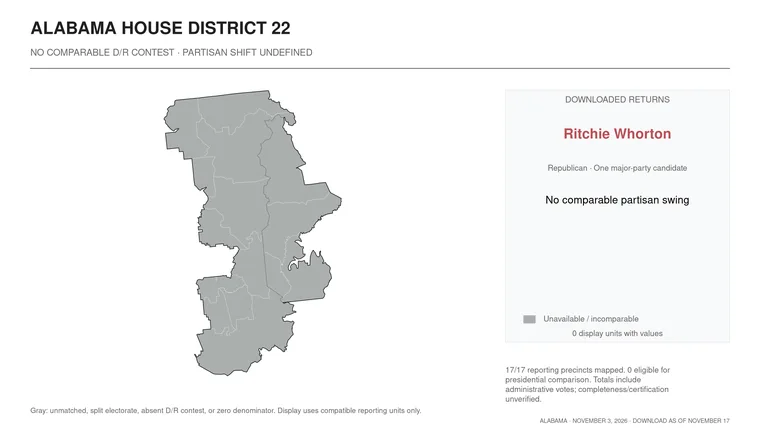 ALABAMA HOUSE DISTRICT 22
NO COMPARABLE D/R CONTEST · PARTISAN SHIFT UNDEFINED
DOWNLOADED RETURNS
Ritchie Whorton
Republican · One major-party candidate
No comparable partisan swing
Unavailable / incomparable
0 display units with values
17/17 reporting precincts mapped. 0 eligible for
presidential comparison. Totals include
administrative votes; completeness/certification
unverified.
Gray: unmatched, split electorate, absent D/R contest, or zero denominator. Display uses compatible reporting units only.
ALABAMA · NOVEMBER 3, 2026 · DOWNLOAD AS OF NOVEMBER 17